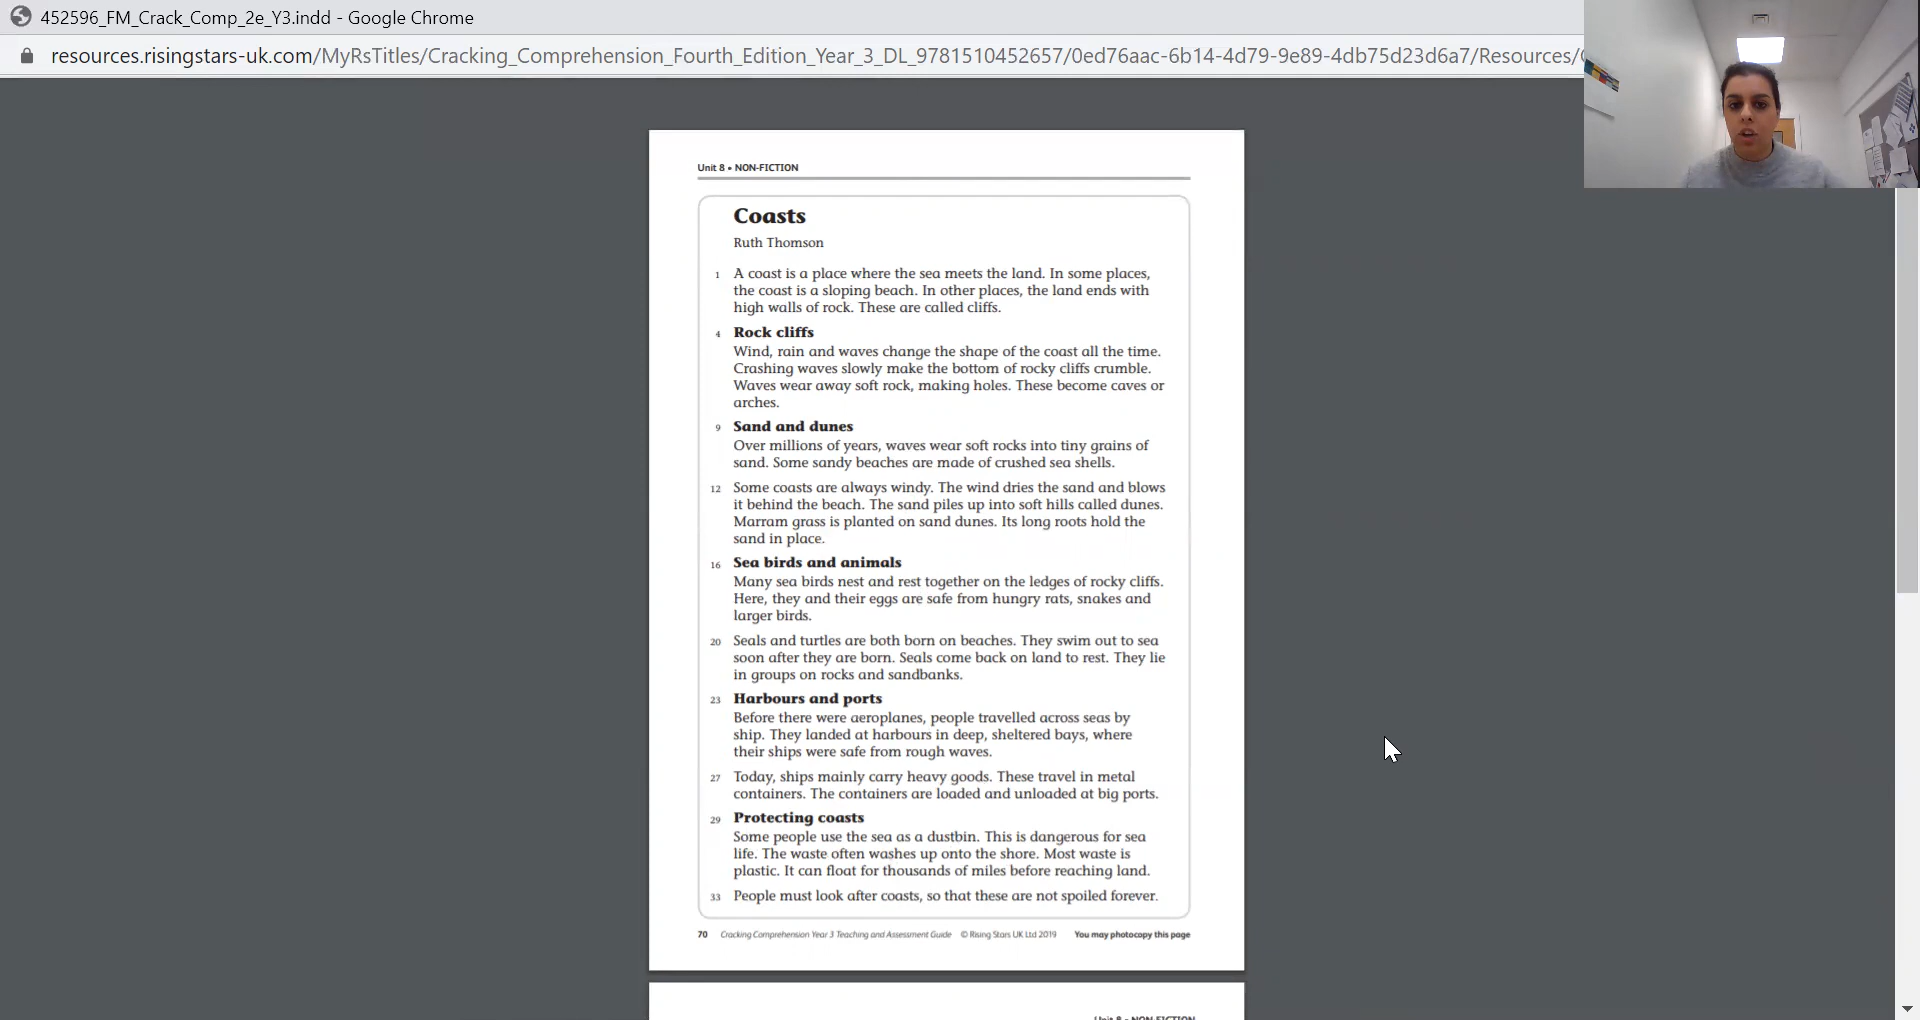 452596_FM_Crack_Comp_2e_Y3.indd - Google Chrome
resources.risingstars-uk.com/MyRsTitles/Cracking_Comprehension_Fourth_Edition_Year_3_DL_9781510452657/0ed76aac-6b14-4d79-9e89-4db75d23d6a7/Resources/
Unit 8 • NON-FICTION
Coasts
Ruth Thomson
1 A coast is a place where the sea meets the land. In some places,
the coast is a sloping beach. In other places, the land ends with
high walls of rock. These are called cliffs.
4 Rock cliffs
Wind, rain and waves change the shape of the coast all the time.
Crashing waves slowly make the bottom of rocky cliffs crumble.
Waves wear away soft rock, making holes. These become caves or
arches.
9 Sand and dunes
Over millions of years, waves wear soft rocks into tiny grains of
sand. Some sandy beaches are made of crushed sea shells.
12 Some coasts are always windy. The wind dries the sand and blows
it behind the beach. The sand piles up into soft hills called dunes.
Marram grass is planted on sand dunes. Its long roots hold the
sand in place.
16 Sea birds and animals
Many sea birds nest and rest together on the ledges of rocky cliffs.
Here, they and their eggs are safe from hungry rats, snakes and
larger birds.
20 Seals and turtles are both born on beaches. They swim out to sea
soon after they are born. Seals come back on land to rest. They lie
in groups on rocks and sandbanks.
23 Harbours and ports
Before there were aeroplanes, people travelled across seas by
ship. They landed at harbours in deep, sheltered bays, where
their ships were safe from rough waves.
27 Today, ships mainly carry heavy goods. These travel in metal
containers. The containers are loaded and unloaded at big ports.
29 Protecting coasts
Some people use the sea as a dustbin. This is dangerous for sea
life. The waste often washes up onto the shore. Most waste is
plastic. It can float for thousands of miles before reaching land.
33 People must look after coasts, so that these are not spoiled forever.
70 Cracking Comprehension Year 3 Teaching and Assessment Guide © Rising Stars UK Ltd 2019 You may photocopy this page
Unit 8 • NON-FICTION